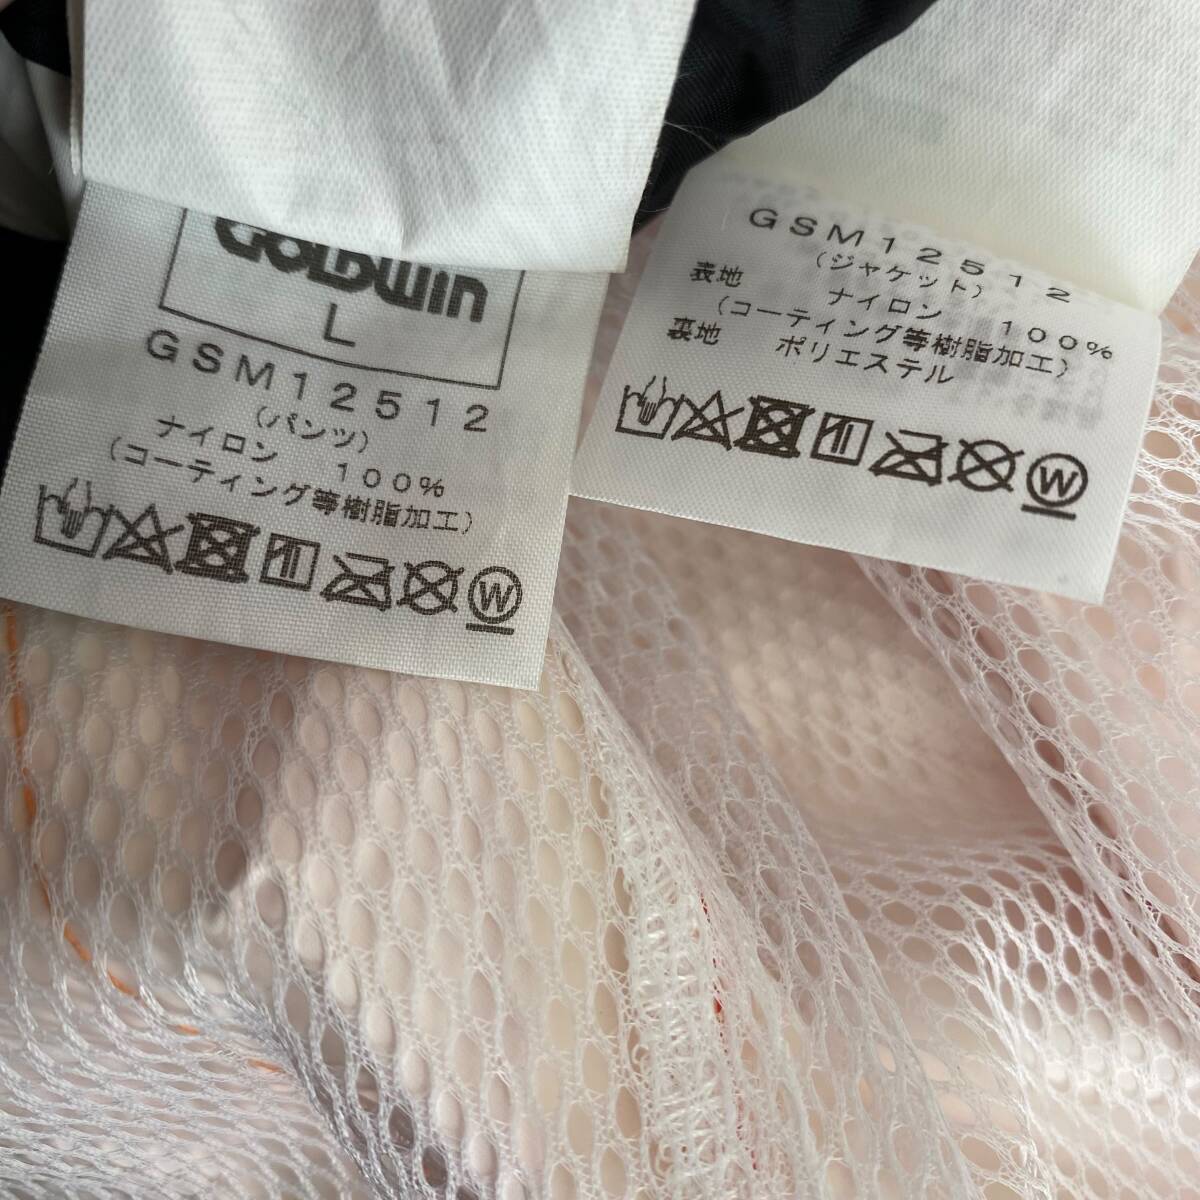 GOLDWIN
L
GSM12512
(パンツ)
ナイロン 100%
(コーティング等樹脂加工)
W
GSM12512
(ジャケット)
表地 ナイロン 100%
(コーティング等樹脂加工)
裏地 ポリエステル
W